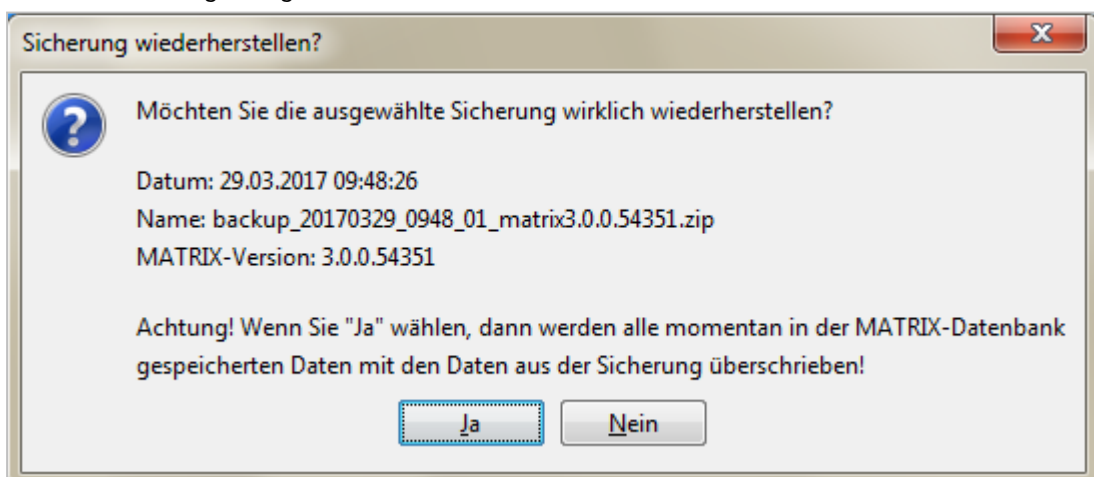 Sicherung wiederherstellen?
Möchten Sie die ausgewählte Sicherung wirklich wiederherstellen?
Datum: 29.03.2017 09:48:26
Name: backup_20170329_0948_01_matrix3.0.0.54351.zip
MATRIX-Version: 3.0.0.54351
Achtung! Wenn Sie "Ja" wählen, dann werden alle momentan in der MATRIX-Datenbank
gespeicherten Daten mit den Daten aus der Sicherung überschrieben!
Ja
Nein